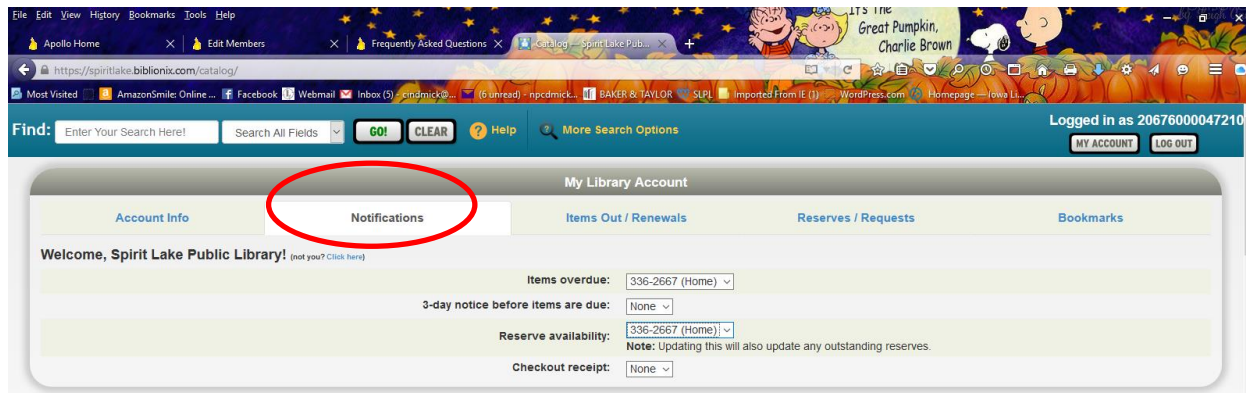 File Edit View History Bookmarks Tools Help
IT'S THE
Great Pumpkin,
Charlie Brown
Apollo Home Edit Members Frequently Asked Questions Catalog — Spirit Lake Pub...
https://spiritlake.biblionix.com/catalog/
Most Visited AmazonSmile: Online ... Facebook Webmail Inbox (5) - cindmick@... (6 unread) - npcdmick... BAKER & TAYLOR SLPL Imported From IE (1) WordPress.com Homepage — Iowa Li...
Find: Enter Your Search Here! Search All Fields GO! CLEAR ? Help More Search Options
Logged in as 20676000047210
MY ACCOUNT LOG OUT
My Library Account
Account Info Notifications Items Out / Renewals Reserves / Requests Bookmarks
Welcome, Spirit Lake Public Library! (not you? Click here)
Items overdue: 336-2667 (Home)
3-day notice before items are due: None
Reserve availability: 336-2667 (Home)
Note: Updating this will also update any outstanding reserves.
Checkout receipt: None